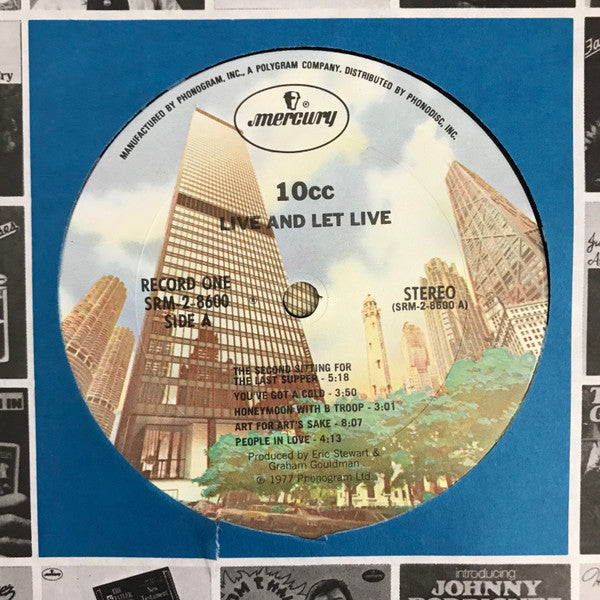 MANUFACTURED BY PHONOGRAM, INC., A POLYGRAM COMPANY. DISTRIBUTED BY PHONODISC, INC.
mercury ®
10cc
LIVE AND LET LIVE
RECORD ONE
SRM-2-8600
SIDE A
STEREO
(SRM-2-8600 A)
THE SECOND SITTING FOR
THE LAST SUPPER - 5:18
YOU'VE GOT A COLD - 3:50
HONEYMOON WITH B TROOP - 3:01
ART FOR ART'S SAKE - 8:07
PEOPLE IN LOVE - 4:13
Produced by Eric Stewart &
Graham Gouldman
℗ 1977 Phonogram Ltd.
introducing
JOHNNY